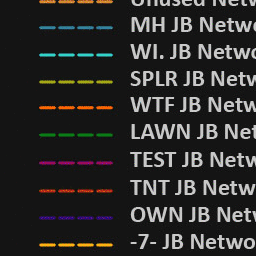 Unused Netw
MH JB Netwo
WI. JB Netwo
SPLR JB Netw
WTF JB Netwo
LAWN JB Net
TEST JB Netw
TNT JB Netw
OWN JB Netw
-7- JB Netwo